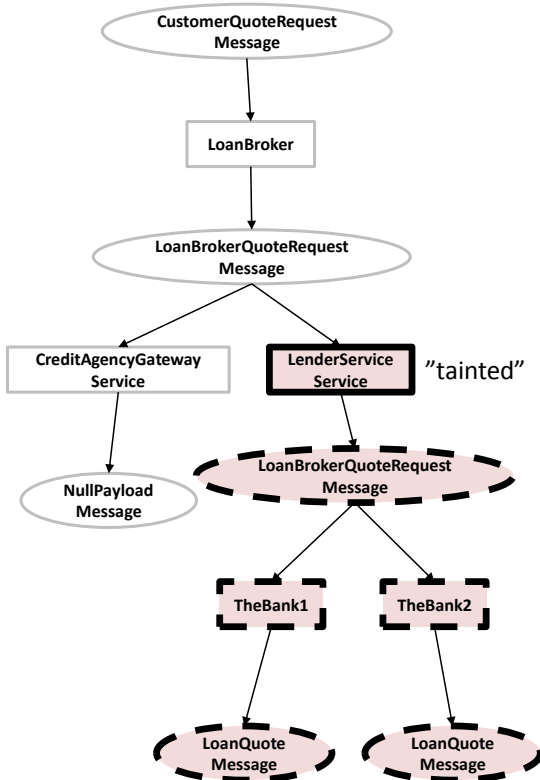 CustomerQuoteRequest
Message
LoanBroker
LoanBrokerQuoteRequest
Message
CreditAgencyGateway
Service
LenderService
Service
”tainted”
LoanBrokerQuoteRequest
Message
NullPayload
Message
TheBank1
TheBank2
LoanQuote
Message
LoanQuote
Message